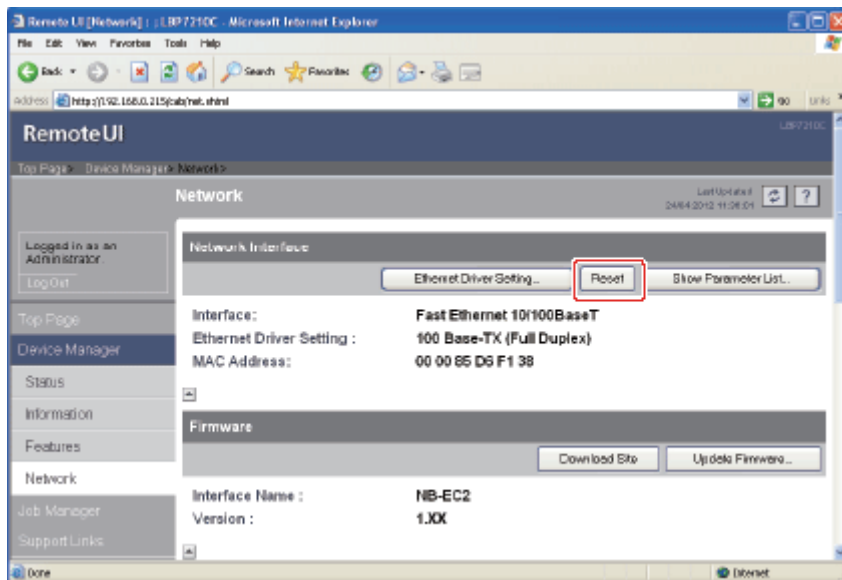 Remote UI [Network] : ; LBP7210C - Microsoft Internet Explorer
File Edit View Favorites Tools Help
Back Search Favorites
Address http://192.168.0.215/cab/net.shtml Go Links
RemoteUI
LBP7210C
Top Page> Device Manager> Network>
Network
Last Updated
24/04/2012 11:36:01
?
Logged in as an
Administrator.
Log Out
Top Page
Device Manager
Status
Information
Features
Network
Job Manager
Support Links
Network Interface
Ethernet Driver Setting... Reset Show Parameter List...
Interface: Fast Ethernet 10/100BaseT
Ethernet Driver Setting : 100 Base-TX (Full Duplex)
MAC Address: 00 00 85 D6 F1 38
Firmware
Download Site Update Firmware...
Interface Name : NB-EC2
Version : 1.XX
Done Internet